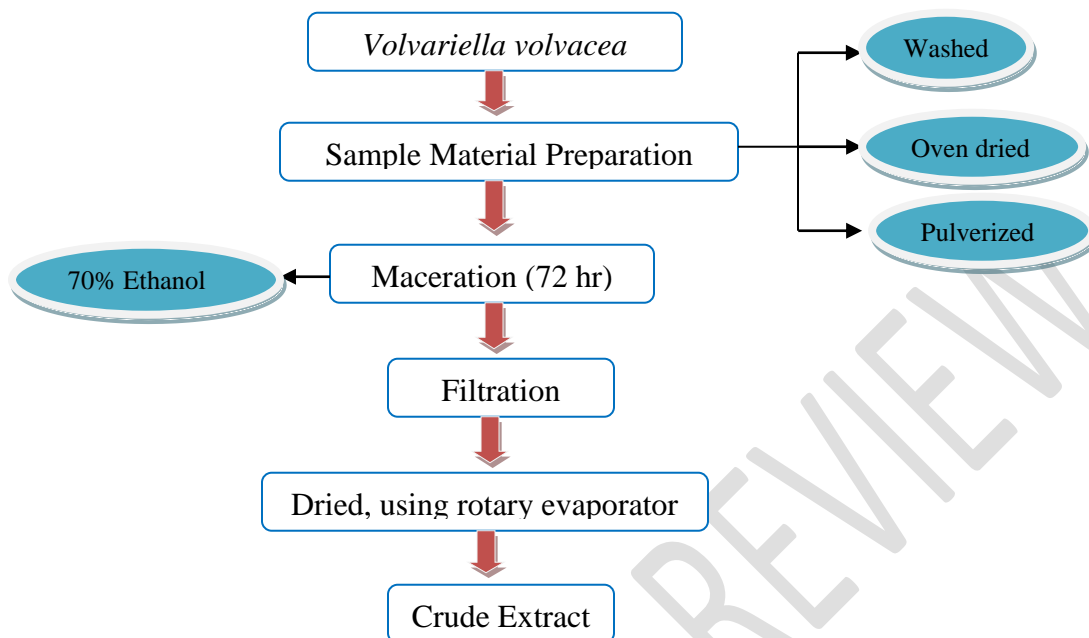 Volvariella volvacea
Washed
Sample Material Preparation
Oven dried
Pulverized
70% Ethanol
Maceration (72 hr)
Filtration
Dried, using rotary evaporator
Crude Extract
REVIEW